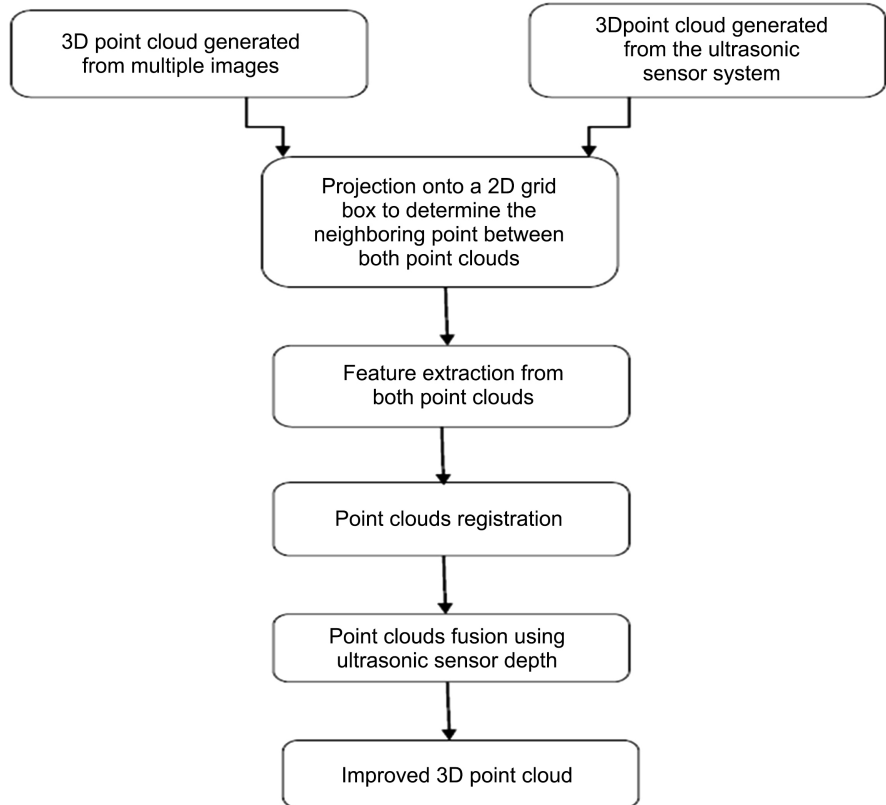 3D point cloud generated
from multiple images
3Dpoint cloud generated
from the ultrasonic
sensor system
Projection onto a 2D grid
box to determine the
neighboring point between
both point clouds
Feature extraction from
both point clouds
Point clouds registration
Point clouds fusion using
ultrasonic sensor depth
Improved 3D point cloud